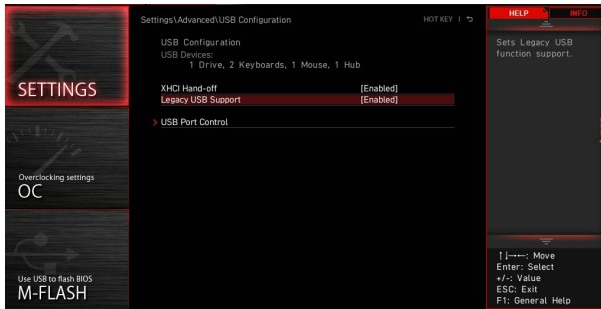 Settings\Advanced\USB Configuration
HOT KEY |
HELP
INFO
USB Configuration
USB Devices:
1 Drive, 2 Keyboards, 1 Mouse, 1 Hub
XHCI Hand-off [Enabled]
Legacy USB Support [Enabled]
> USB Port Control
SETTINGS
Overclocking settings
OC
Use USB to flash BIOS
M-FLASH
Sets Legacy USB
function support.
↑↓→←: Move
Enter: Select
+/-: Value
ESC: Exit
F1: General Help